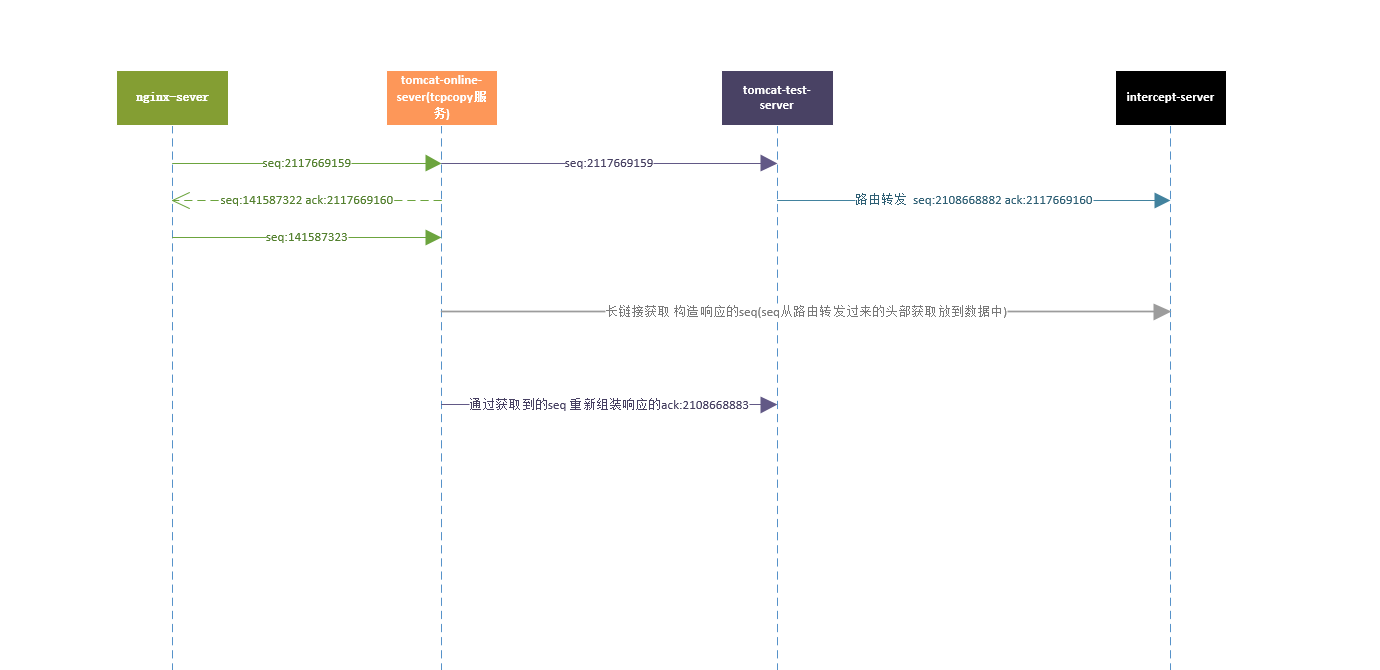 nginx-sever
tomcat-online-
sever(tcpcopy服
务)
tomcat-test-
server
intercept-server
seq:2117669159
seq:2117669159
seq:141587322 ack:2117669160
路由转发 seq:2108668882 ack:2117669160
seq:141587323
长链接获取 构造响应的seq(seq从路由转发过来的头部获取放到数据中)
通过获取到的seq 重新组装响应的ack:2108668883